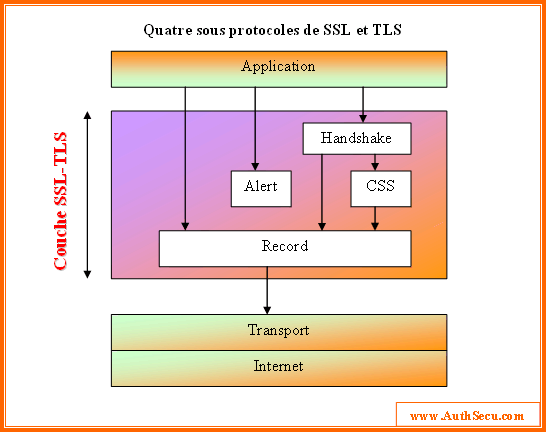 Quatre sous protocoles de SSL et TLS
Application
Couche SSL-TLS
Handshake
Alert
CSS
Record
Transport
Internet
www.AuthSecu.com